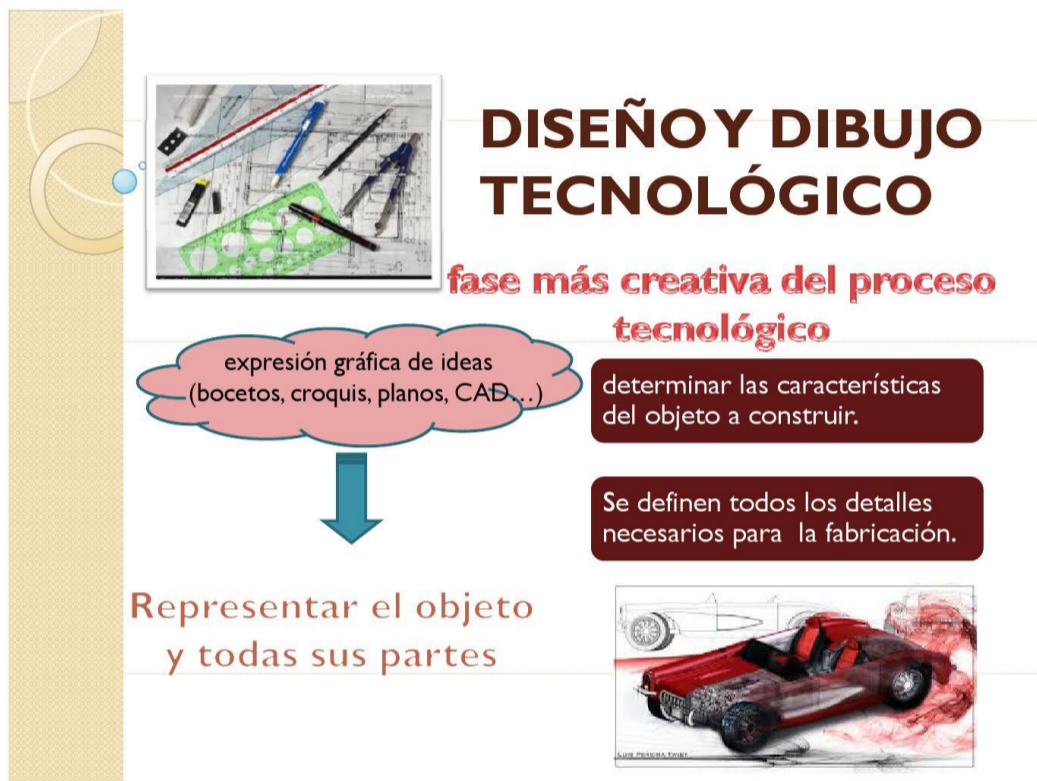 DISEÑO Y DIBUJO
TECNOLÓGICO
fase más creativa del proceso
tecnológico
expresión gráfica de ideas
(bocetos, croquis, planos, CAD…)
determinar las características
del objeto a construir.
Se definen todos los detalles
necesarios para  la fabricación.
Representar el objeto
y todas sus partes